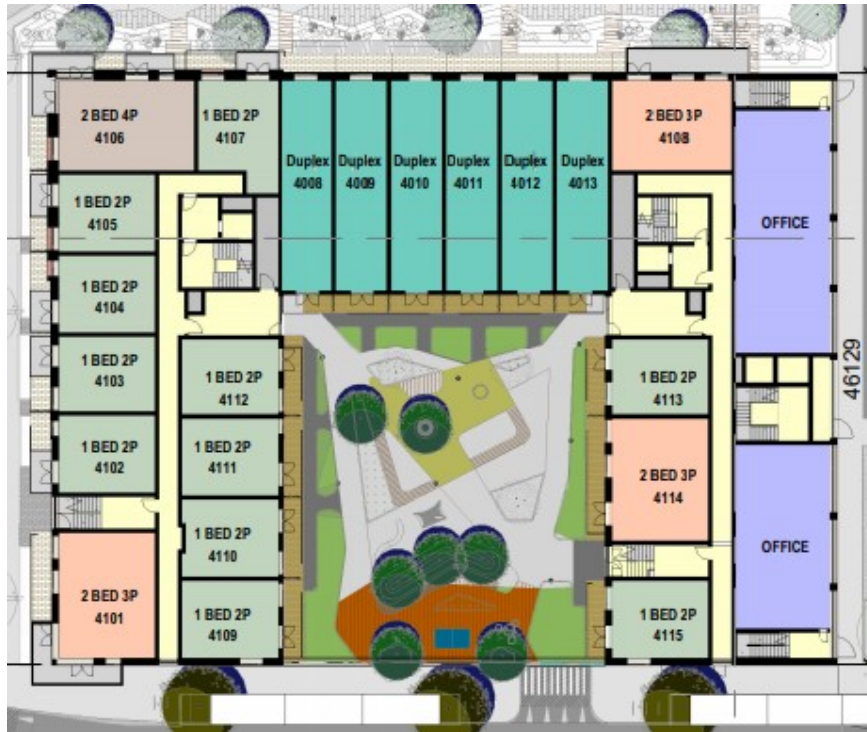 2 BED 4P
4106
1 BED 2P
4107
Duplex
4008
Duplex
4009
Duplex
4010
Duplex
4011
Duplex
4012
Duplex
4013
2 BED 3P
4108
1 BED 2P
4105
OFFICE
1 BED 2P
4104
1 BED 2P
4103
1 BED 2P
4112
1 BED 2P
4113
46129
1 BED 2P
4102
1 BED 2P
4111
2 BED 3P
4114
1 BED 2P
4110
OFFICE
2 BED 3P
4101
1 BED 2P
4109
1 BED 2P
4115